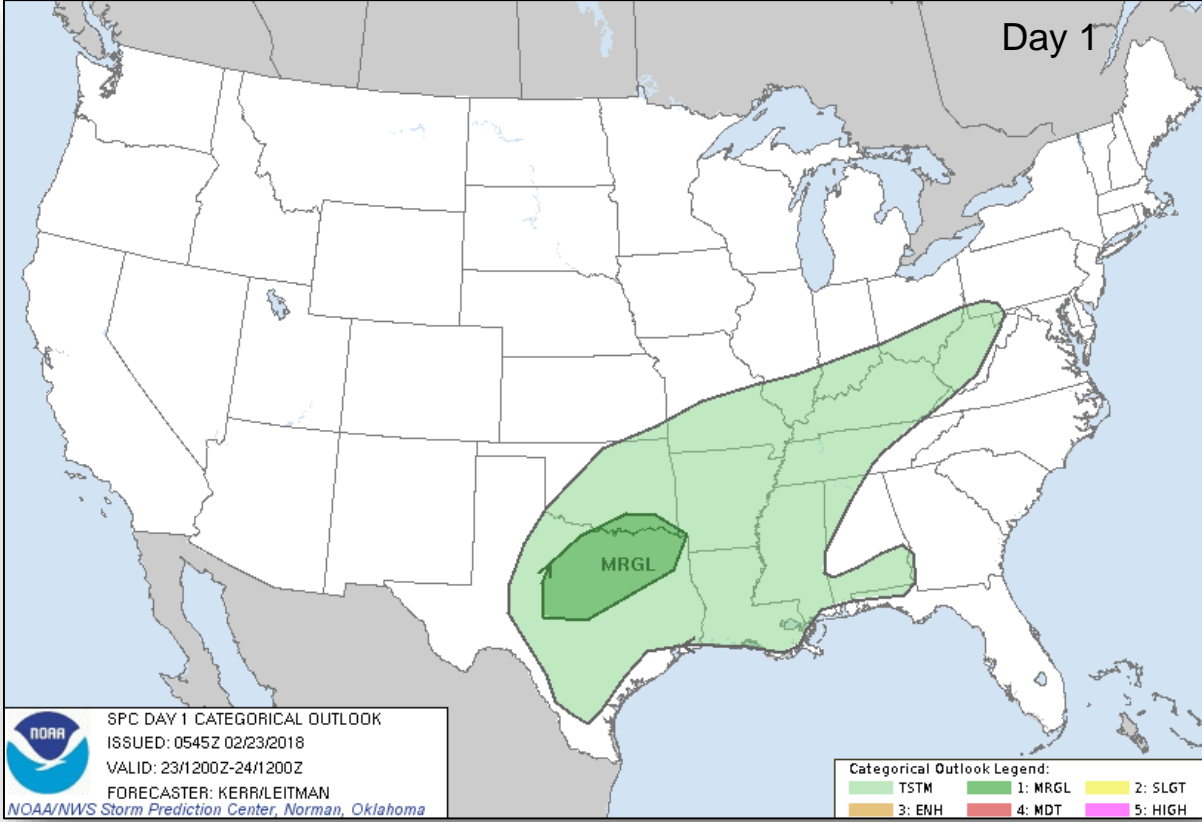 Day 1
MRGL
NOAA
SPC DAY 1 CATEGORICAL OUTLOOK
ISSUED: 0545Z 02/23/2018
VALID: 23/1200Z-24/1200Z
FORECASTER: KERR/LEITMAN
NOAA/NWS Storm Prediction Center, Norman, Oklahoma
Categorical Outlook Legend:
TSTM 1: MRGL 2: SLGT
3: ENH 4: MDT 5: HIGH